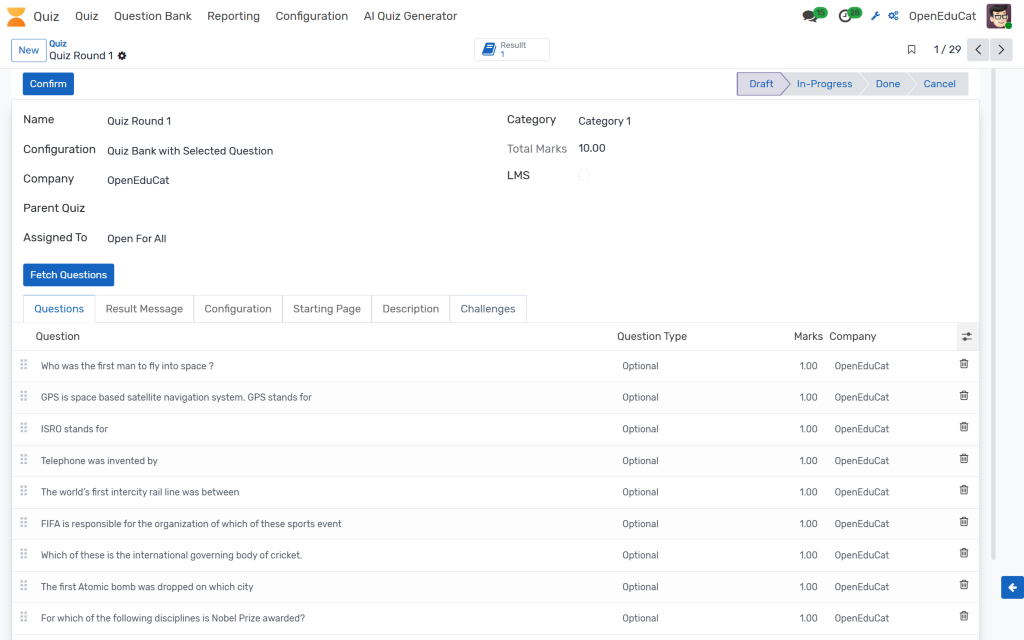 Quiz Quiz Question Bank Reporting Configuration AI Quiz Generator 15 28 OpenEduCat
New Quiz
Quiz Round 1
Resullt
1
1 / 29
Confirm Draft In-Progress Done Cancel
Name Quiz Round 1 Category Category 1
Configuration Quiz Bank with Selected Question Total Marks 10.00
Company OpenEduCat LMS
Parent Quiz
Assigned To Open For All
Fetch Questions
Questions Result Message Configuration Starting Page Description Challenges
Question Question Type Marks Company
Who was the first man to fly into space ? Optional 1.00 OpenEduCat
GPS is space based satellite navigation system. GPS stands for Optional 1.00 OpenEduCat
ISRO stands for Optional 1.00 OpenEduCat
Telephone was invented by Optional 1.00 OpenEduCat
The world's first intercity rail line was between Optional 1.00 OpenEduCat
FIFA is responsible for the organization of which of these sports event Optional 1.00 OpenEduCat
Which of these is the international governing body of cricket. Optional 1.00 OpenEduCat
The first Atomic bomb was dropped on which city Optional 1.00 OpenEduCat
For which of the following disciplines is Nobel Prize awarded? Optional 1.00 OpenEduCat